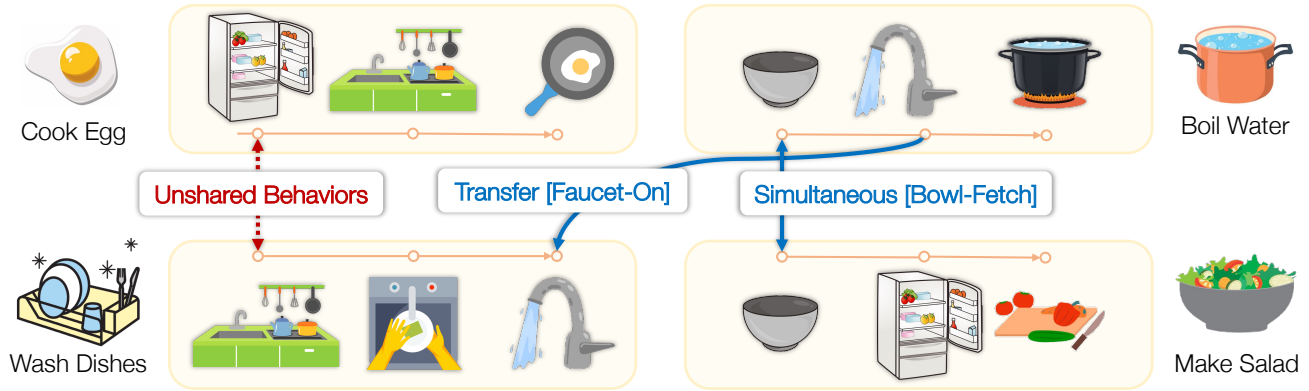 Cook Egg
Boil Water
Unshared Behaviors
Transfer [Faucet-On]
Simultaneous [Bowl-Fetch]
Wash Dishes
Make Salad